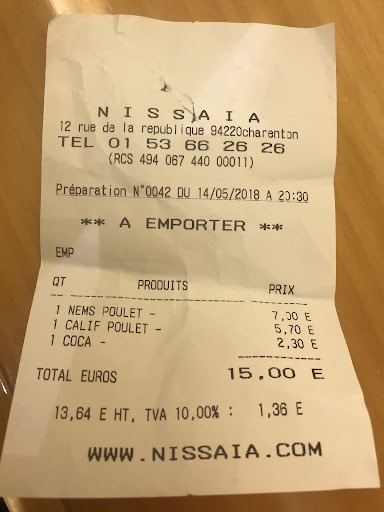 NISSAIA
12 rue de la republique 94220charenton
TEL 01 53 66 26 26
(RCS 494 067 440 00011)
Préparation N°0042 DU 14/05/2018 A 20:30
** A EMPORTER **
EMP
QT PRODUITS PRIX
1 NEMS POULET - 7,00 E
1 CALIF POULET - 5,70 E
1 COCA - 2,30 E
TOTAL EUROS 15,00 E
13,64 E HT, TVA 10,00% : 1,36 E
WWW.NISSAIA.COM